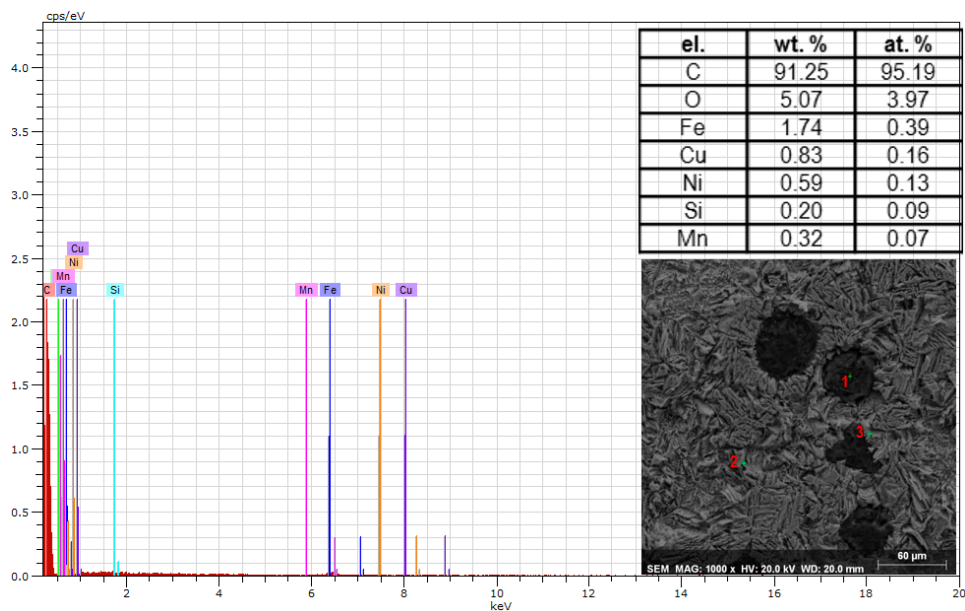 cps/eV
4.0
3.5
3.0
2.5
2.0
1.5
1.0
0.5
0.0
Cu
Ni
Mn
C Fe Si Mn Fe Ni Cu
2 4 6 8 10 12 14 16 18 20
keV
el. wt. % at. %
C 91.25 95.19
O 5.07 3.97
Fe 1.74 0.39
Cu 0.83 0.16
Ni 0.59 0.13
Si 0.20 0.09
Mn 0.32 0.07
1
3
2
60 µm
SEM MAG: 1000 x HV: 20.0 kV WD: 20.0 mm